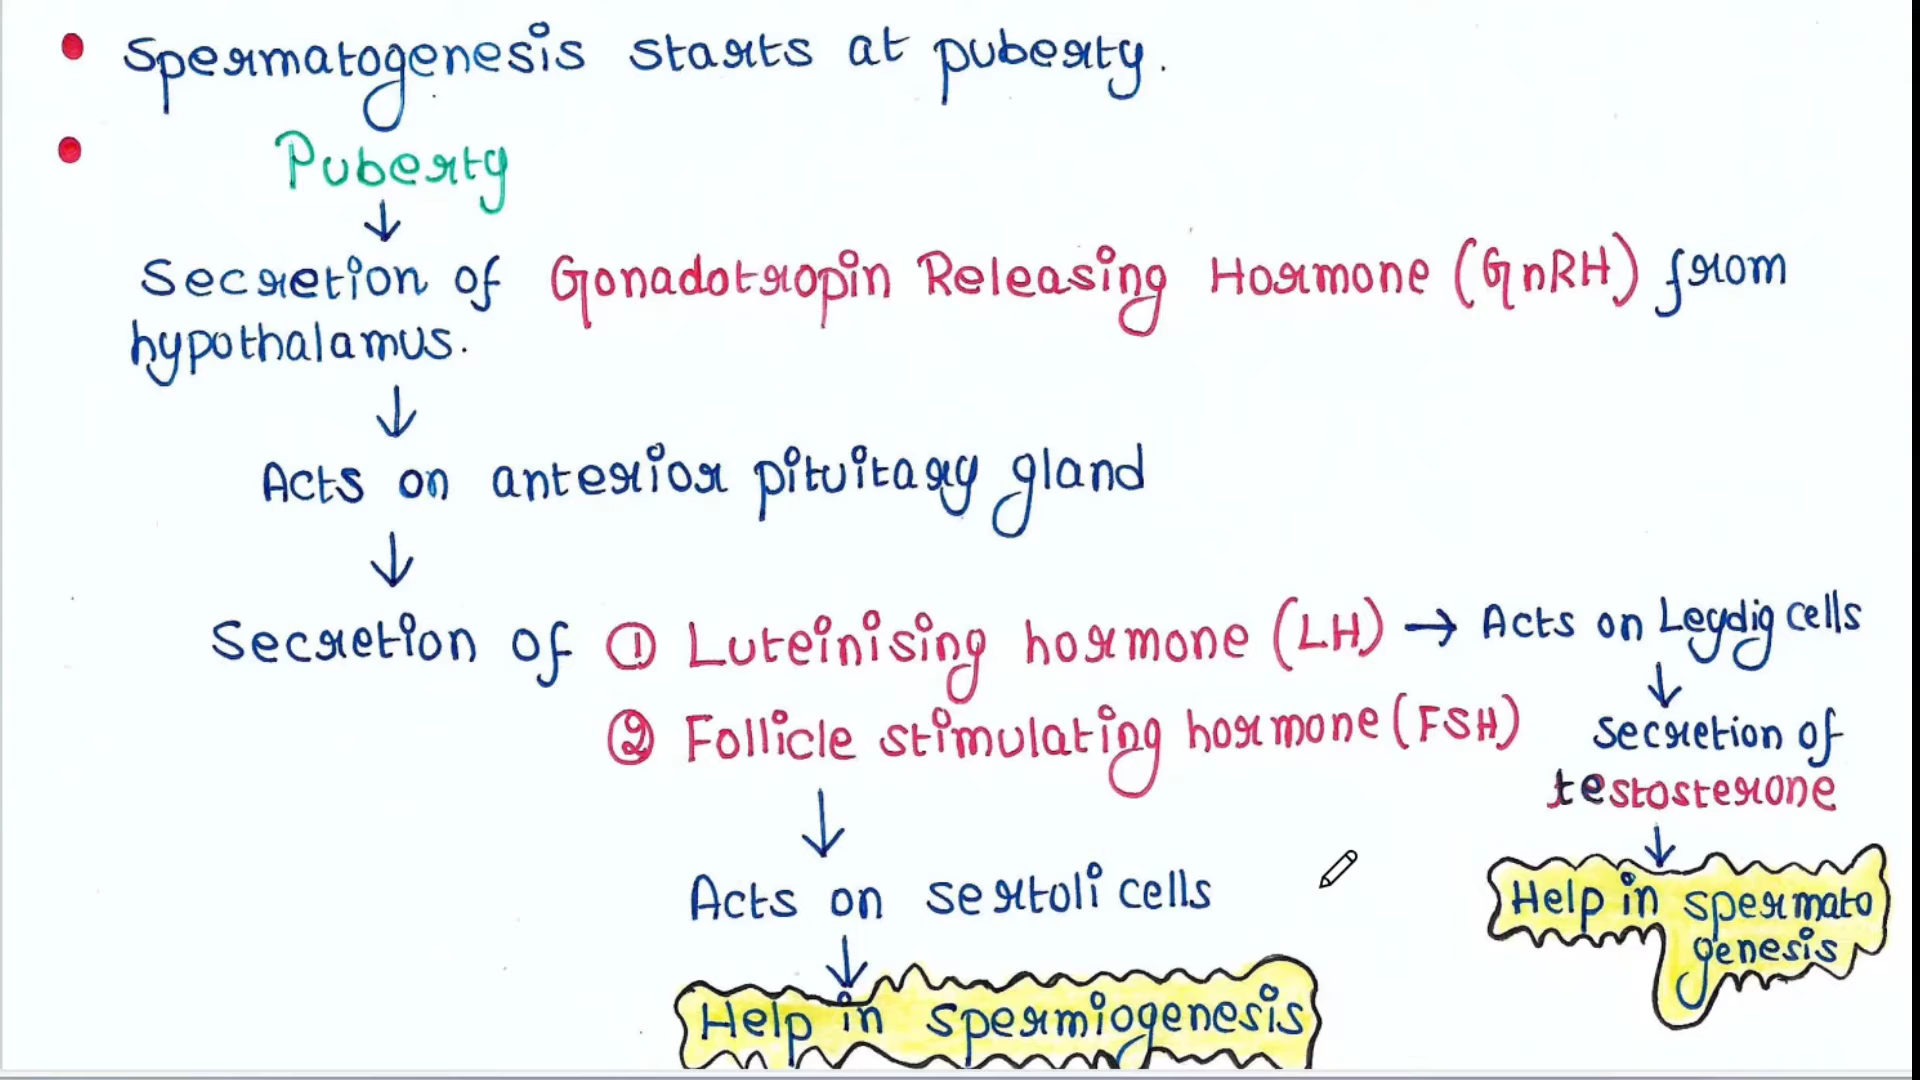 Spermatogenesis starts at puberty.
Puberty
↓
Secretion of Gonadotropin Releasing Hormone (GnRH) from
hypothalamus.
↓
Acts on anterior pituitary gland
↓
Secretion of ① Luteinising hormone (LH) → Acts on Leydig cells
② Follicle stimulating hormone (FSH)
↓
Acts on sertoli cells
↓
Help in spermiogenesis
↓
secretion of
testosterone
↓
Help in spermato
genesis